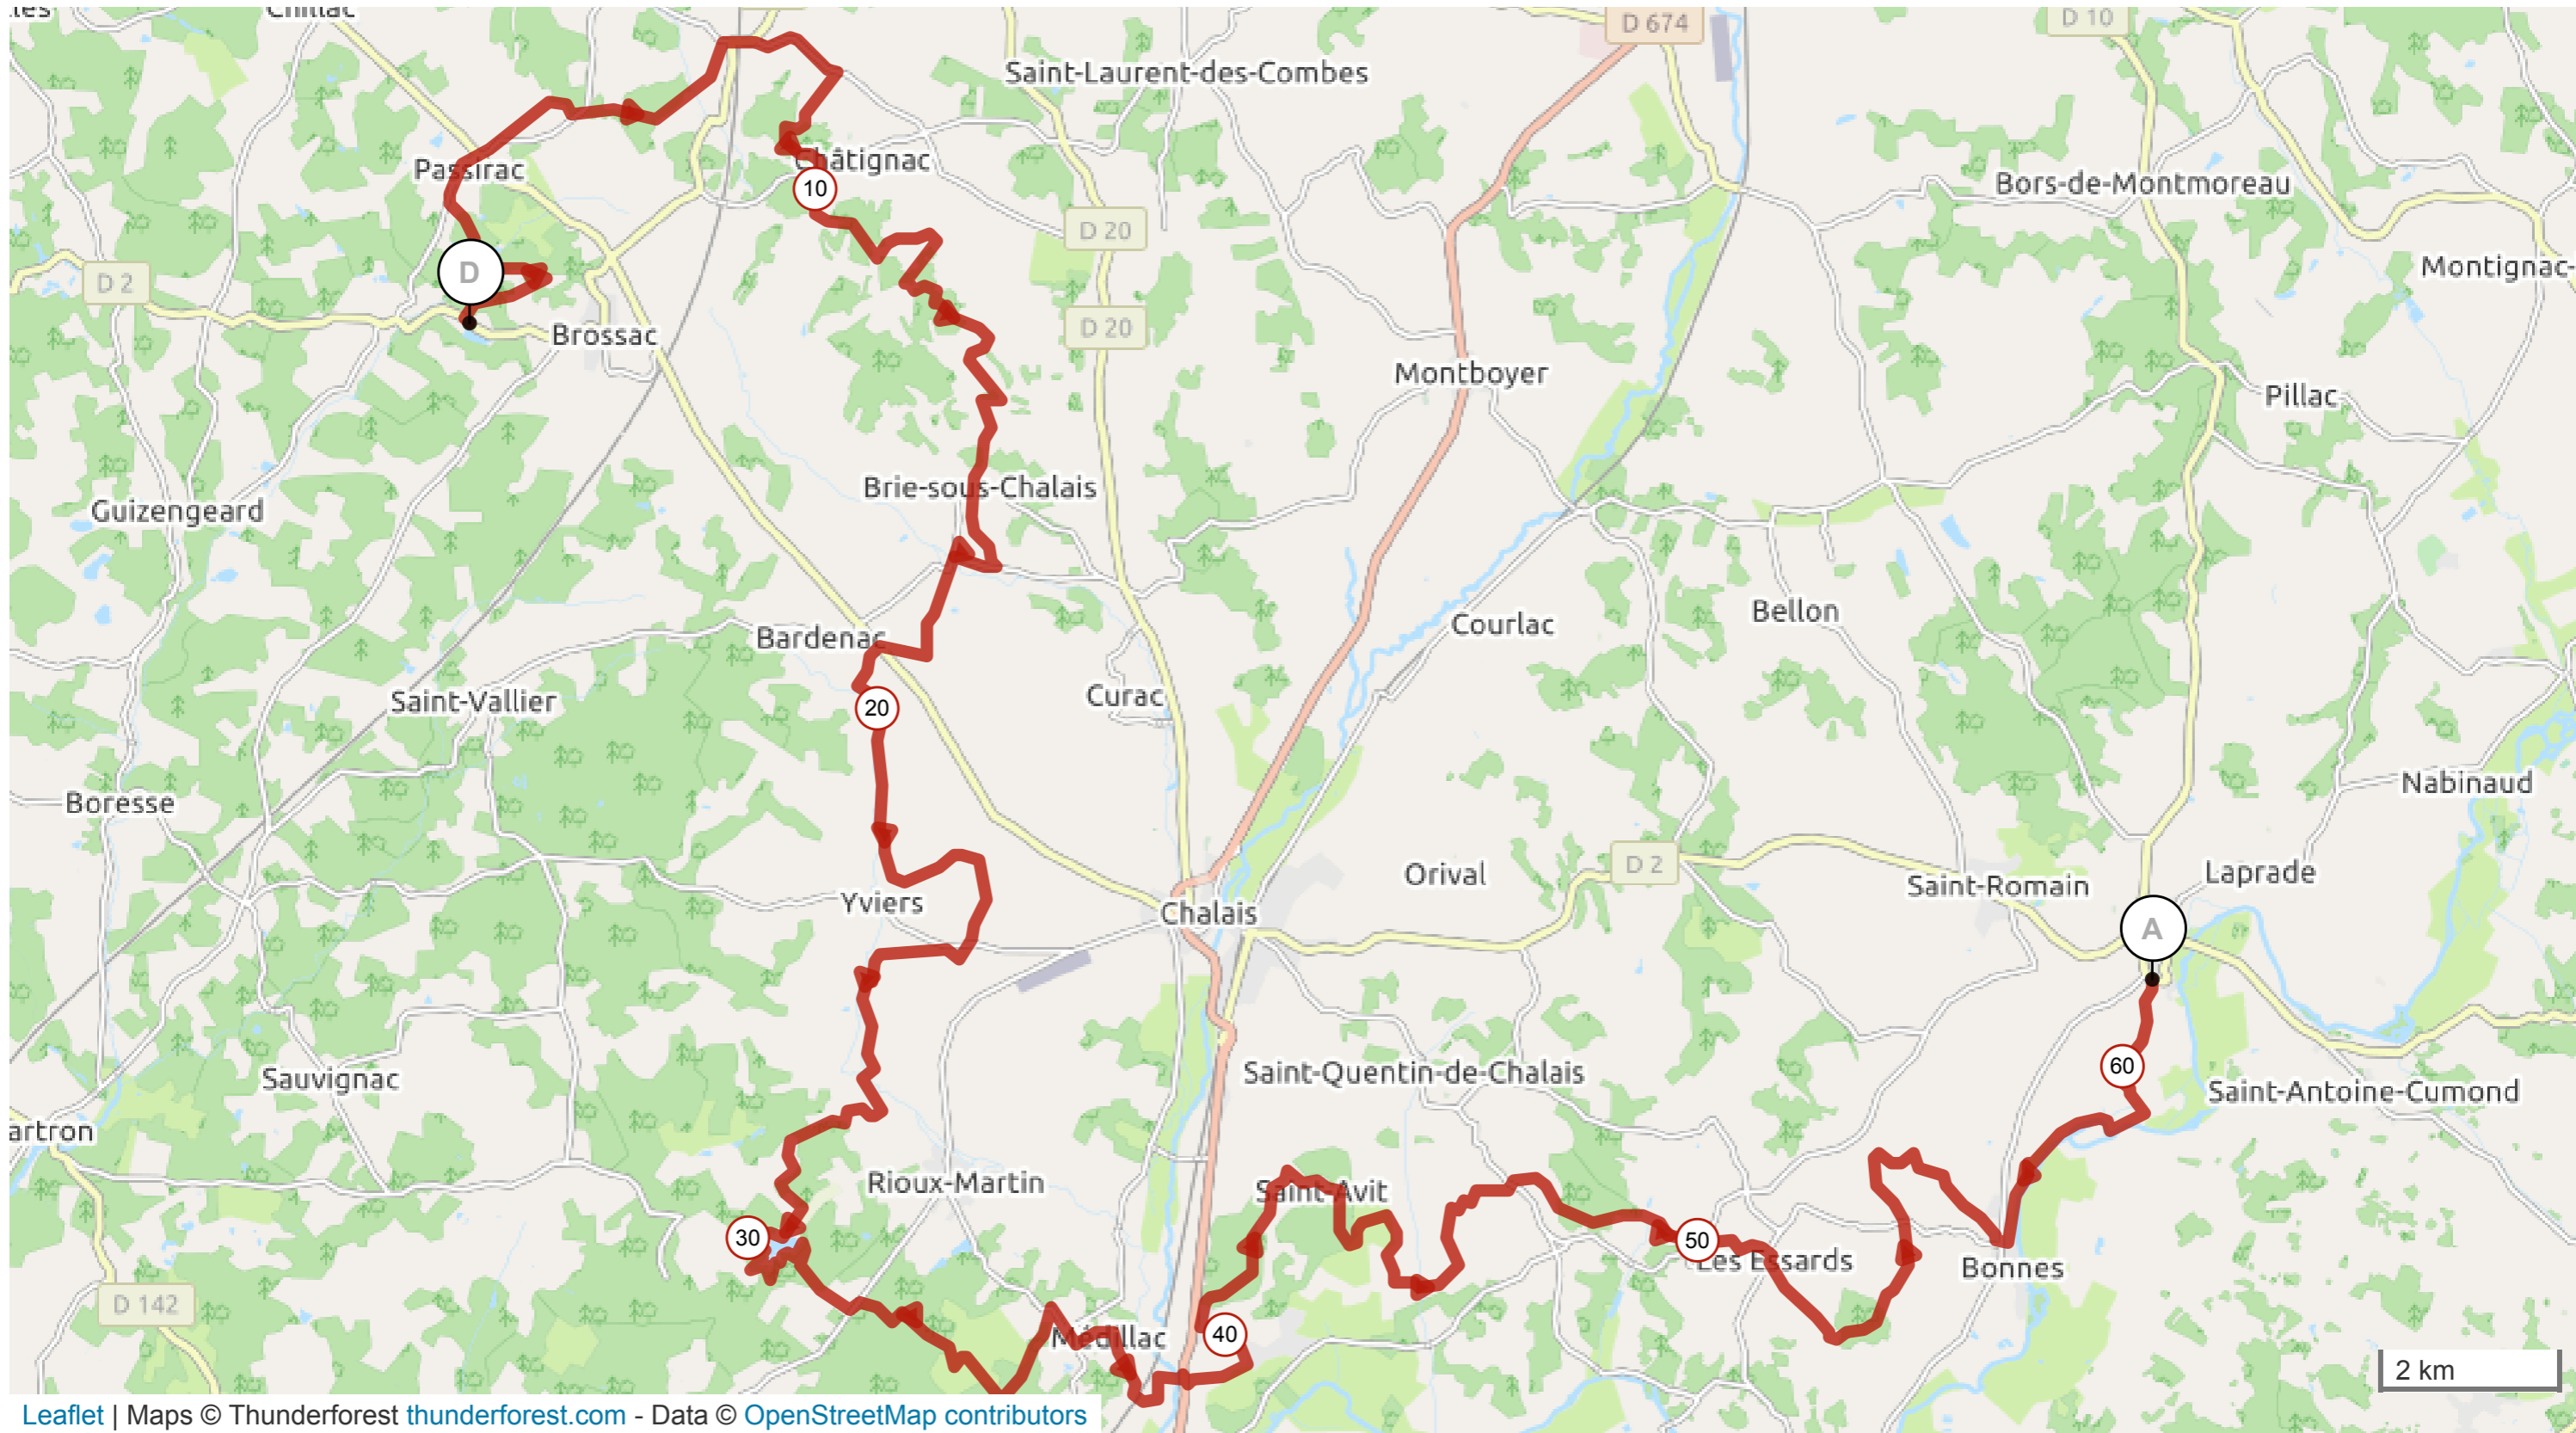 Chillac
D 674
D 10
Saint-Laurent-des-Combes
Passirac
Châtignac
10
Bors-de-Montmoreau
D 20
D
D 2
Montignac-
D 20
Brossac
Montboyer
Pillac
Brie-sous-Chalais
Guizengeard
Bardenac
Courlac
Bellon
Saint-Vallier
20
Curac
Boresse
Nabinaud
Yviers
Chalais
Orival
D 2
Saint-Romain
Laprade
A
Sauvignac
Saint-Quentin-de-Chalais
60
Saint-Antoine-Cumond
artron
Rioux-Martin
Saint-Avit
30
50
Les Essards
Bonnes
D 142
Médillac
40
2 km
Leaflet | Maps © Thunderforest thunderforest.com - Data © OpenStreetMap contributors